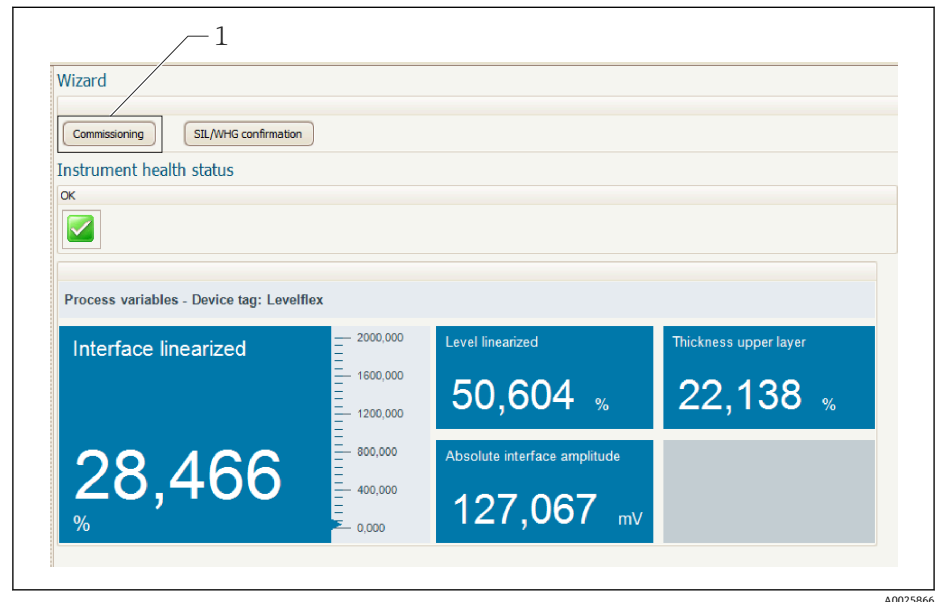 1
Wizard
Commissioning
SIL/WHG confirmation
Instrument health status
OK
Process variables - Device tag: Levelflex
Interface linearized
28,466
%
2000,000
1600,000
1200,000
800,000
400,000
0,000
Level linearized
50,604 %
Thickness upper layer
22,138 %
Absolute interface amplitude
127,067 mV
A0025866